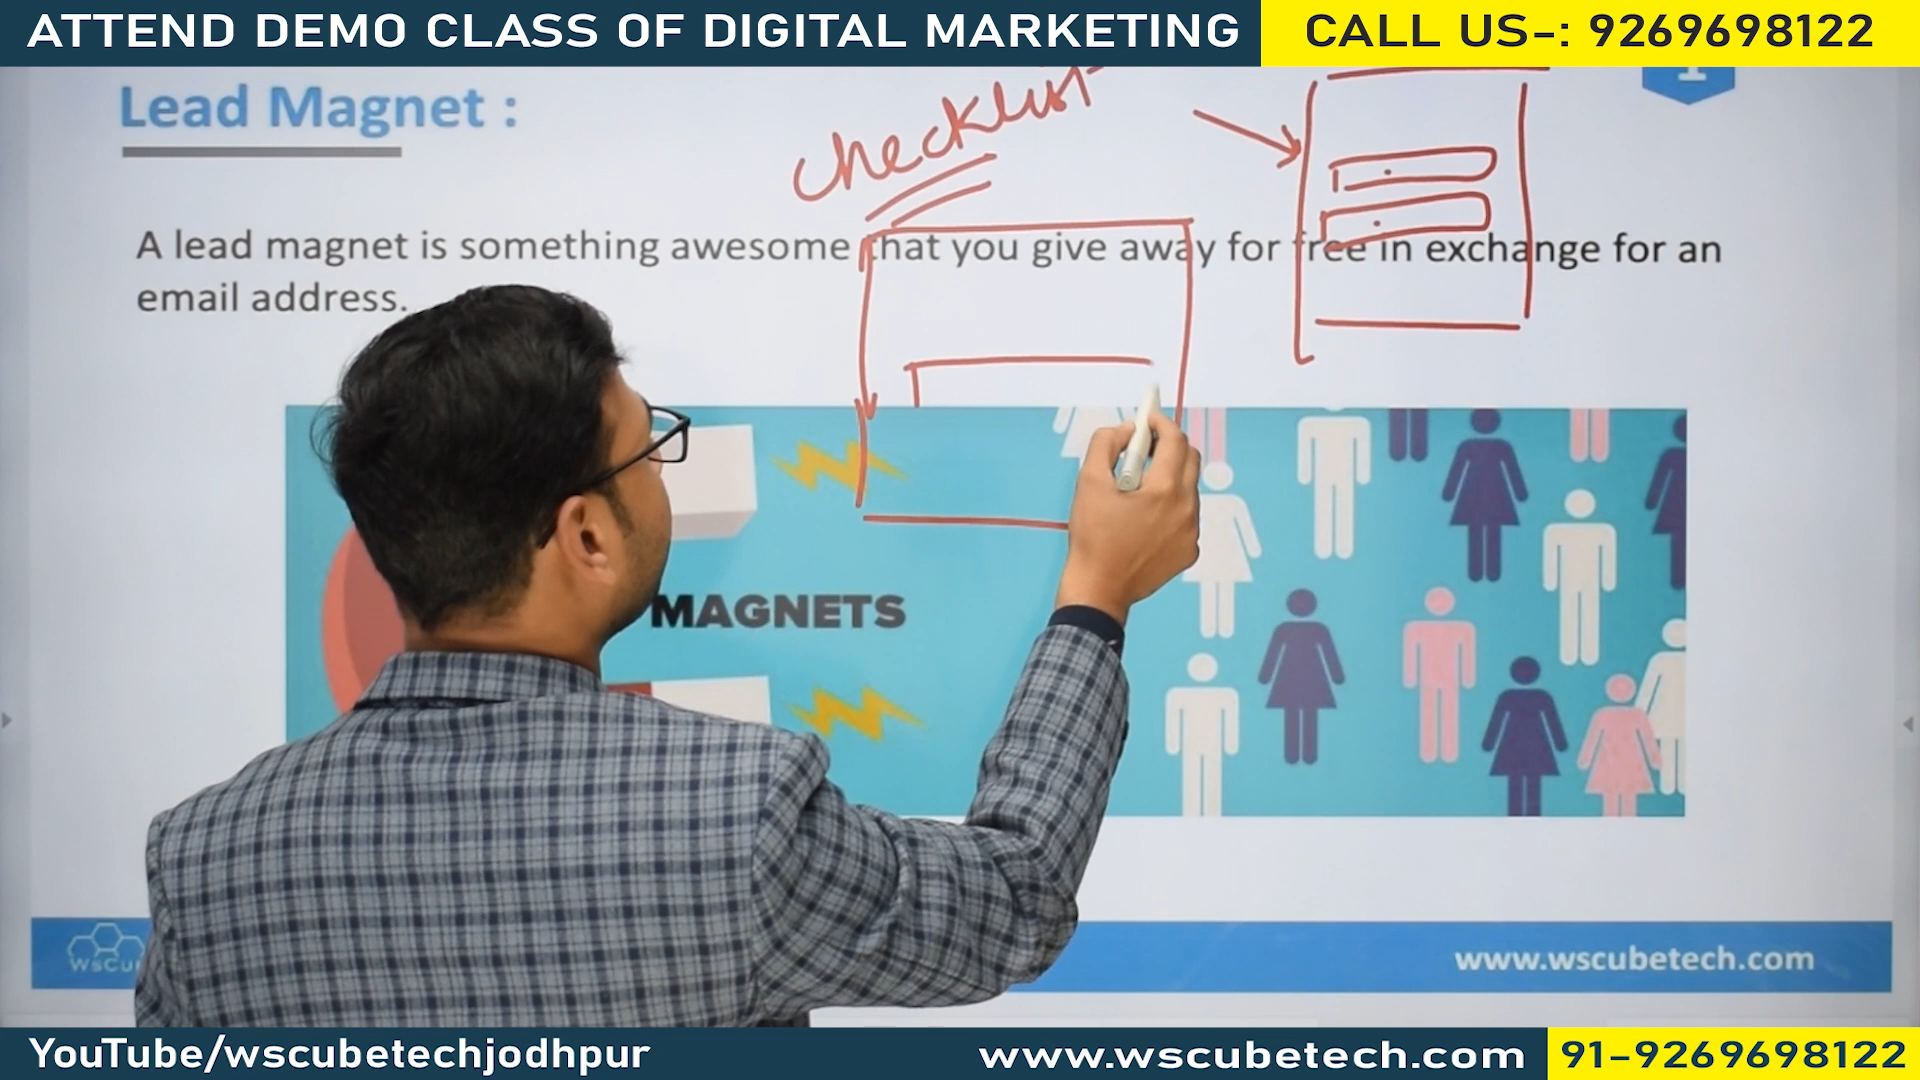 ATTEND DEMO CLASS OF DIGITAL MARKETING
CALL US-: 9269698122
1
Lead Magnet :
checklist
A lead magnet is something awesome that you give away for free in exchange for an
email address.
MAGNETS
WsCu
www.wscubetech.com
YouTube/wscubetechjodhpur
www.wscubetech.com
91-9269698122